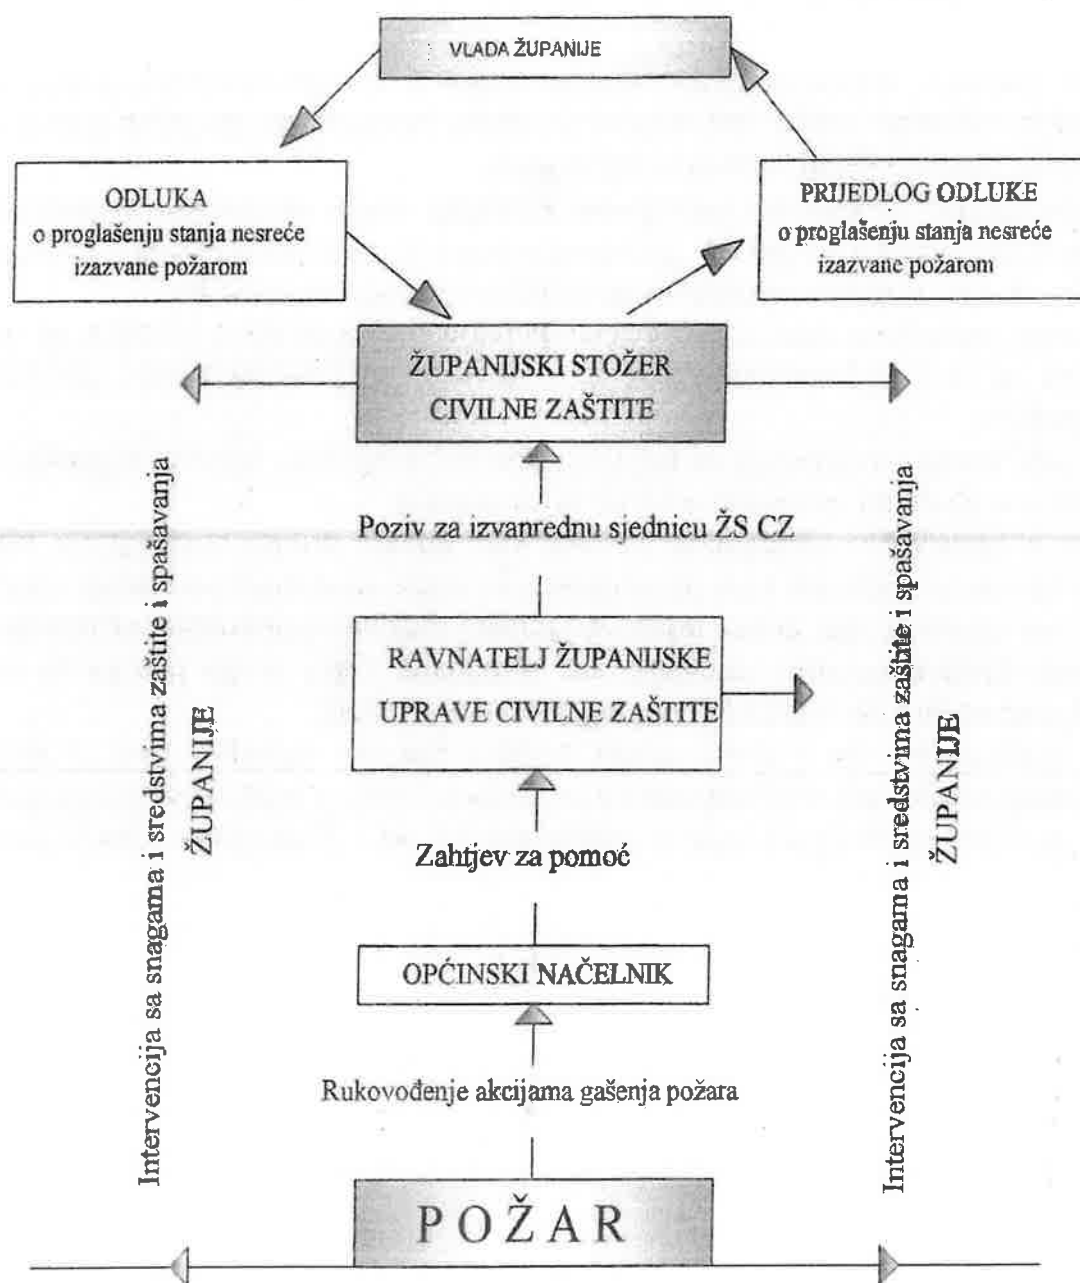 VLADA ŽUPANIJE
ODLUKA
o proglašenju stanja nesreće
izazvane požarom
PRIJEDLOG ODLUKE
o proglašenju stanja nesreće
izazvane požarom
ŽUPANIJSKI STOŽER
CIVILNE ZAŠTITE
Poziv za izvanrednu sjednicu ŽS CZ
RAVNATELJ ŽUPANIJSKE
UPRAVE CIVILNE ZAŠTITE
Zahtjev za pomoć
OPĆINSKI NAČELNIK
Rukovođenje akcijama gašenja požara
POŽAR
Intervencija sa snagama i sredstvima zaštite i spašavanja
ŽUPANIJE
Intervencija sa snagama i sredstvima zaštite i spašavanja
ŽUPANIJE